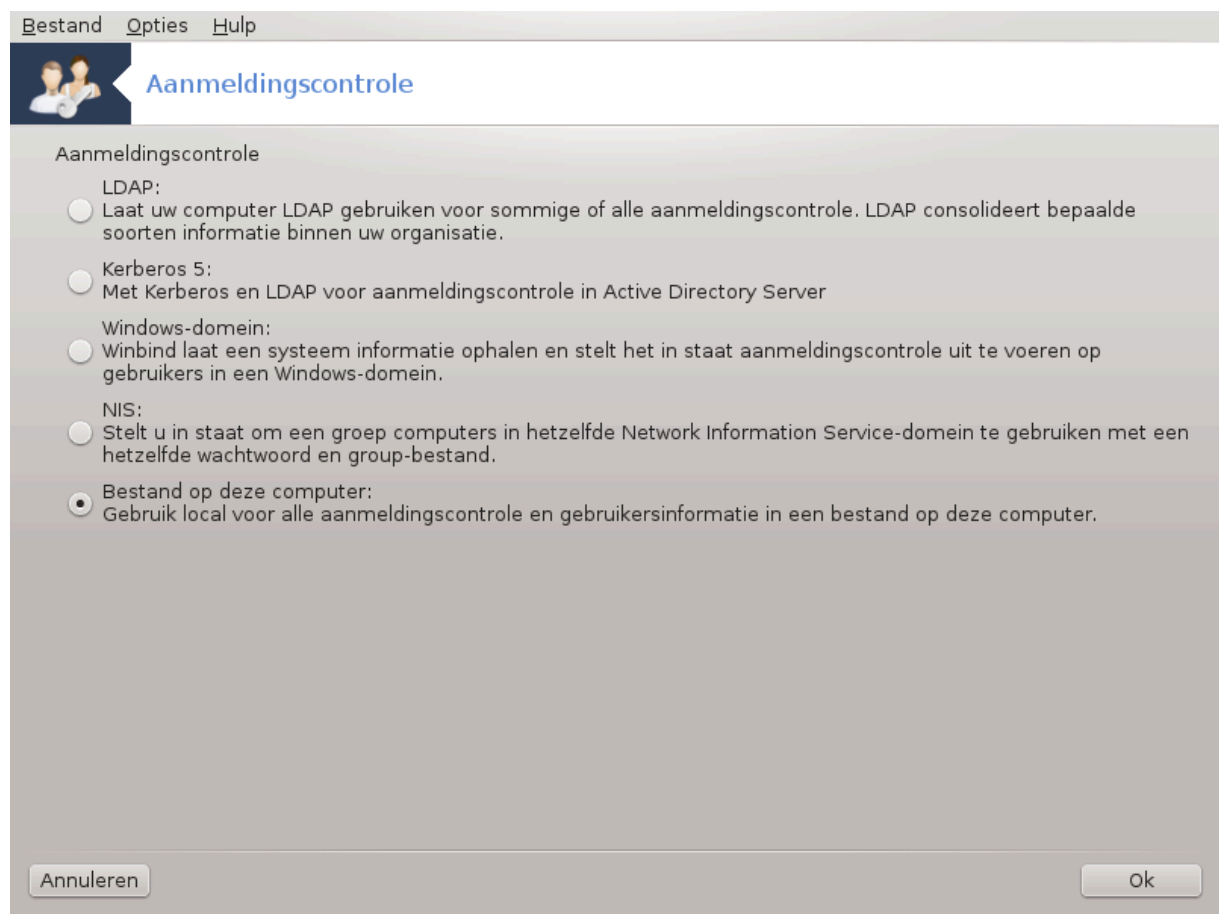 Bestand Opties Hulp
Aanmeldingscontrole
Aanmeldingscontrole
LDAP:
Laat uw computer LDAP gebruiken voor sommige of alle aanmeldingscontrole. LDAP consolideert bepaalde
soorten informatie binnen uw organisatie.
Kerberos 5:
Met Kerberos en LDAP voor aanmeldingscontrole in Active Directory Server
Windows-domein:
Winbind laat een systeem informatie ophalen en stelt het in staat aanmeldingscontrole uit te voeren op
gebruikers in een Windows-domein.
NIS:
Stelt u in staat om een groep computers in hetzelfde Network Information Service-domein te gebruiken met een
hetzelfde wachtwoord en group-bestand.
Bestand op deze computer:
Gebruik local voor alle aanmeldingscontrole en gebruikersinformatie in een bestand op deze computer.
Annuleren Ok